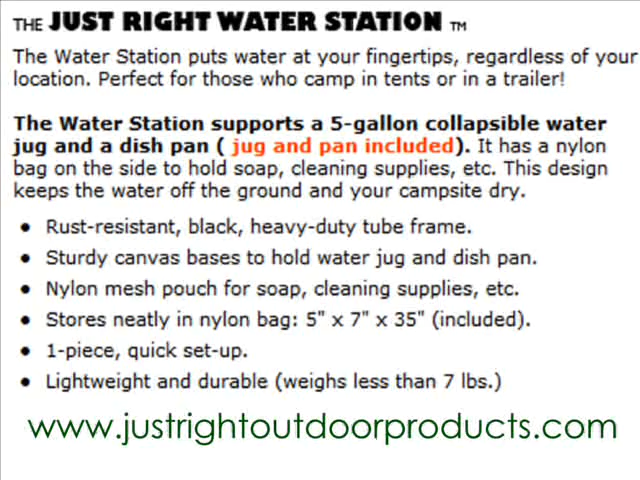 THE JUST RIGHT WATER STATION TM
The Water Station puts water at your fingertips, regardless of your
location. Perfect for those who camp in tents or in a trailer!
The Water Station supports a 5-gallon collapsible water
jug and a dish pan ( jug and pan included). It has a nylon
bag on the side to hold soap, cleaning supplies, etc. This design
keeps the water off the ground and your campsite dry.
• Rust-resistant, black, heavy-duty tube frame.
• Sturdy canvas bases to hold water jug and dish pan.
• Nylon mesh pouch for soap, cleaning supplies, etc.
• Stores neatly in nylon bag: 5" x 7" x 35" (included).
• 1-piece, quick set-up.
• Lightweight and durable (weighs less than 7 lbs.)
www.justrightoutdoorproducts.com